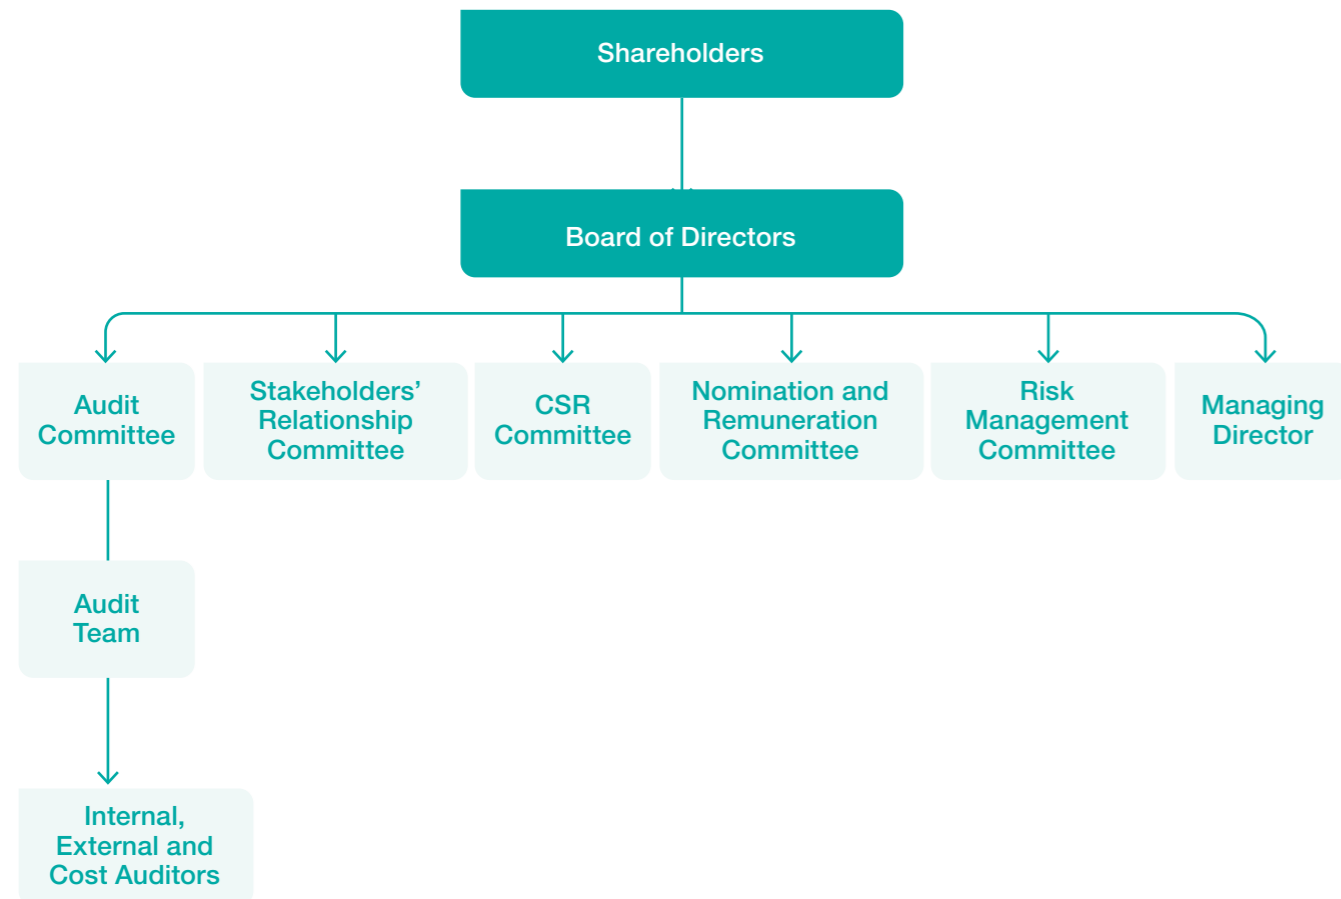 Shareholders
Board of Directors
Audit
Committee
Stakeholders’
Relationship
Committee
CSR
Committee
Nomination and
Remuneration
Committee
Risk
Management
Committee
Managing
Director
Audit
Team
Internal,
External and
Cost Auditors